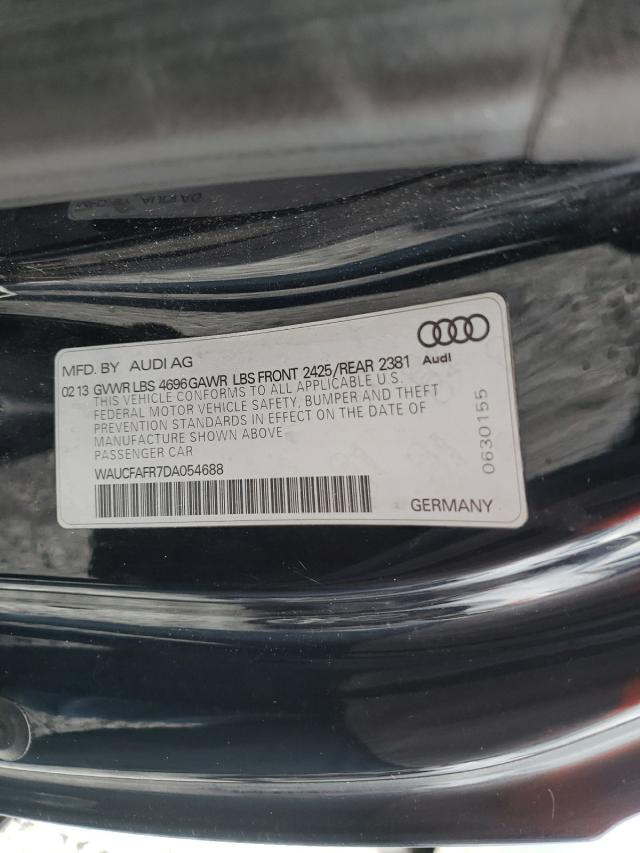 MFD. BY AUDI AG
Audi
02 13 GVWR LBS 4696 GAWR LBS FRONT 2425/REAR 2381
THIS VEHICLE CONFORMS TO ALL APPLICABLE U.S.
FEDERAL MOTOR VEHICLE SAFETY, BUMPER AND THEFT
PREVENTION STANDARDS IN EFFECT ON THE DATE OF
MANUFACTURE SHOWN ABOVE
PASSENGER CAR
WAUCFAFR7DA054688
GERMANY
0630155